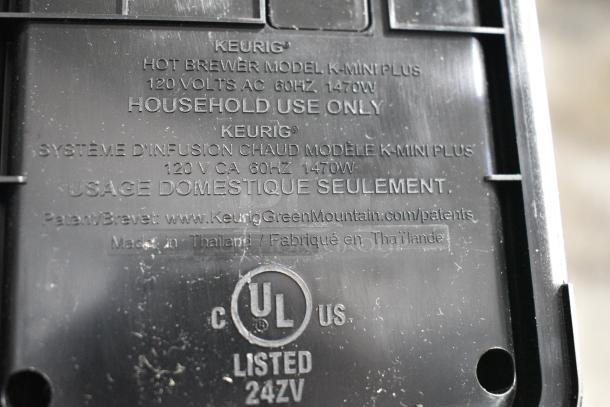 KEURIG®
HOT BREWER MODEL K-MINI PLUS
120 VOLTS AC 60HZ, 1470W
HOUSEHOLD USE ONLY
KEURIG®
SYSTÈME D'INFUSION CHAUD MODÈLE K-MINI PLUS
120 V CA 60HZ 1470W
USAGE DOMESTIQUE SEULEMENT.
Patent/Brevet: www.KeurigGreenMountain.com/patents
Made in Thailand / Fabriqué en Thaïlande
C UL ® US
LISTED
24ZV